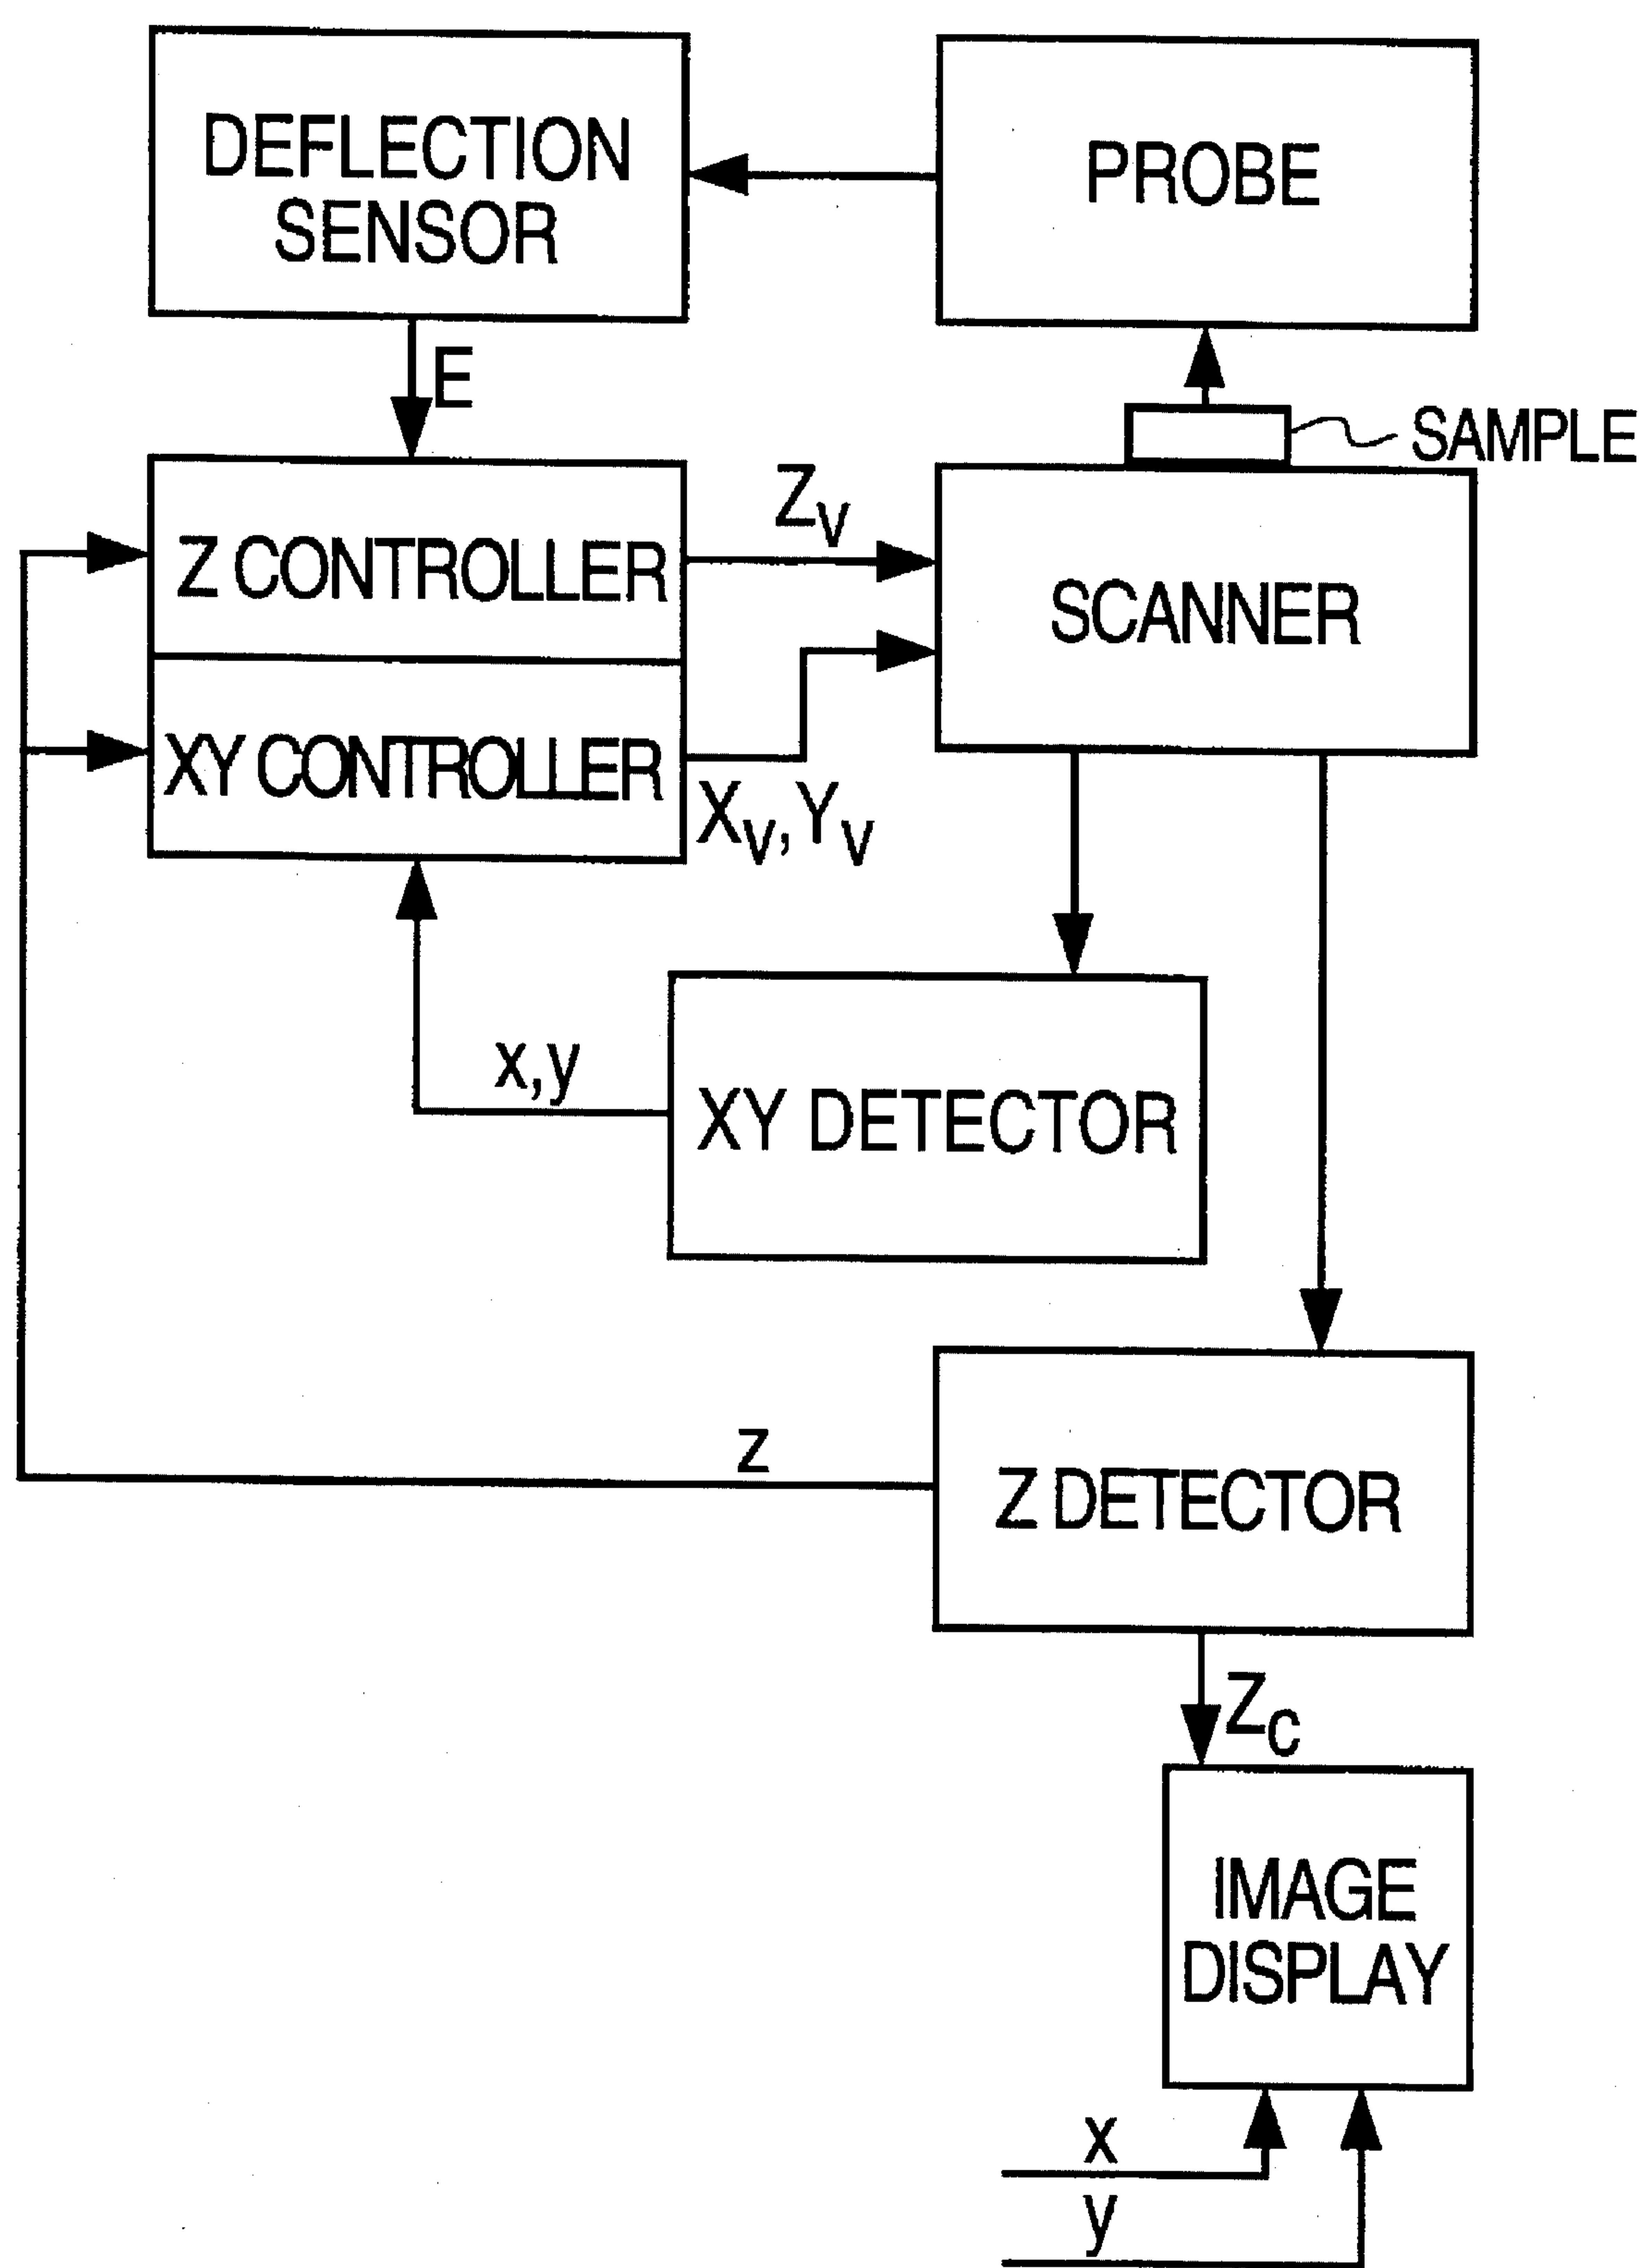 DEFLECTION
SENSOR
PROBE
E
SAMPLE
Zv
Z CONTROLLER
SCANNER
XY CONTROLLER
Xv,Yv
x,y
XY DETECTOR
z
Z DETECTOR
Zc
IMAGE
DISPLAY
x
y